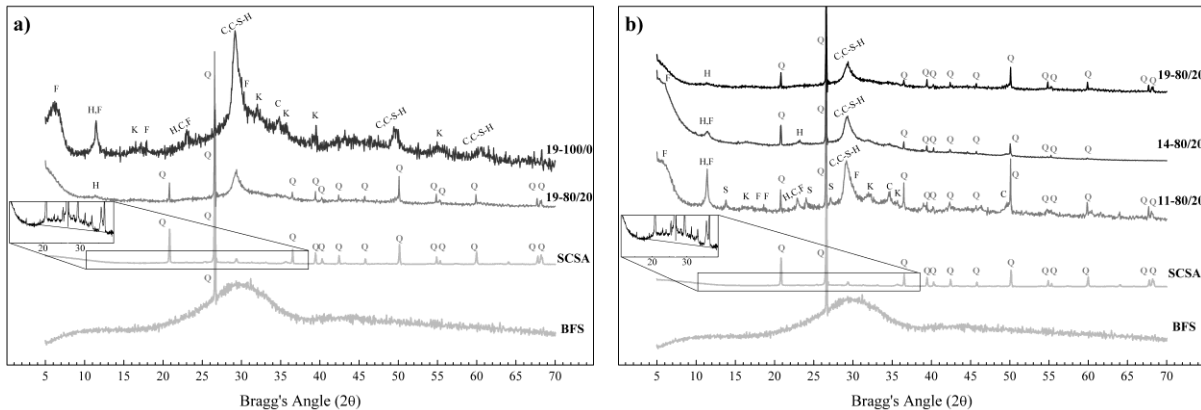 a)
C,C-S-H
F
H,F
K F
H,C,F
Q
F
K
C
K
K
C,C-S-H
K
C,C-S-H
19-100/0
H
Q
Q
Q
Q
Q
Q
Q Q
Q
Q Q
19-80/20
20 30
Q
Q
Q
Q Q
Q
Q
Q
Q Q
Q
Q Q
SCSA
Q
BFS
5 10 15 20 25 30 35 40 45 50 55 60 65 70
Bragg's Angle (2θ)
b)
H
Q
Q
C,C-S-H
Q
Q
Q
Q
Q
Q
Q Q
Q
Q Q
19-80/20
F
H,F
Q
H
Q
C,C-S-H
Q
Q
Q
Q
Q
Q
Q Q
Q
Q Q
14-80/20
F
H,F
S
K F F
Q
H,C,F
S
Q
S
C,C-S-H
F
K
C
K
Q
Q
Q
Q
Q
C
Q
Q Q
Q
Q Q
11-80/20
20 30
Q
Q
Q
Q Q
Q
Q
Q
Q Q
Q
Q Q
SCSA
Q
BFS
5 10 15 20 25 30 35 40 45 50 55 60 65 70
Bragg's Angle (2θ)